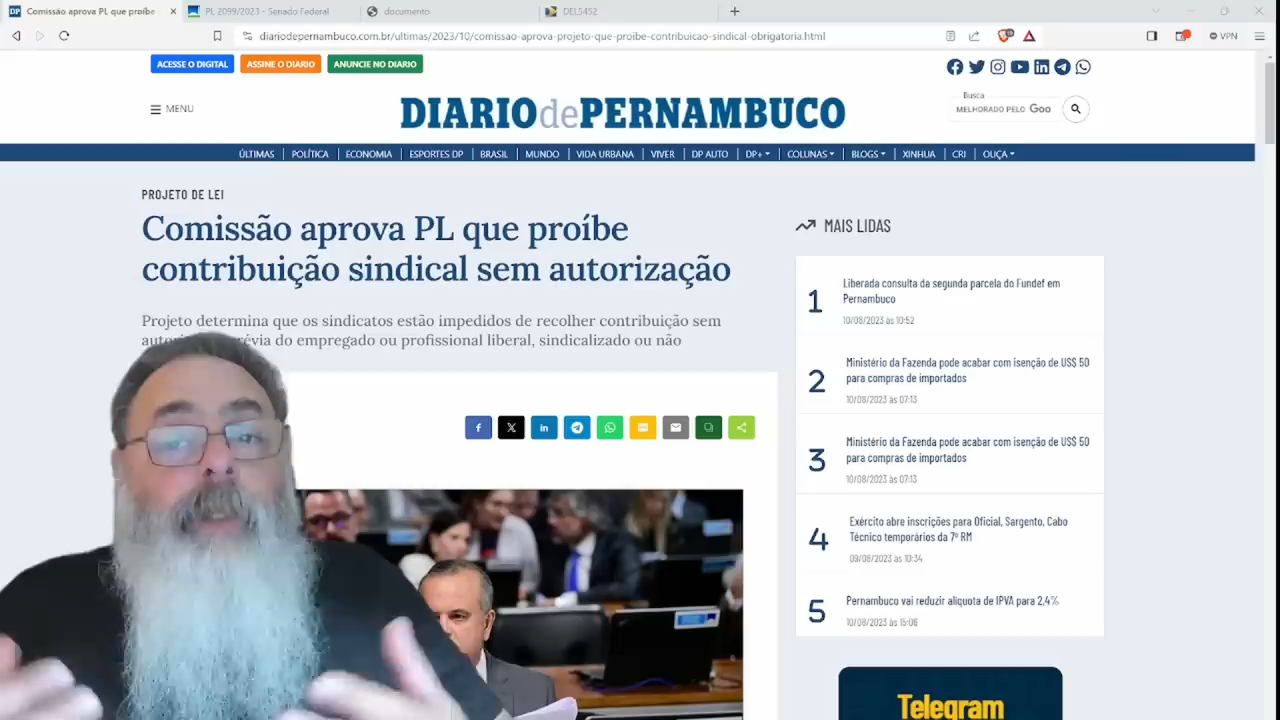 Comissão aprova PL que proíbe
PL 2099/2023 - Senado Federal
documento
DEL5452
diariodepernambuco.com.br/ultimas/2023/10/comissao-aprova-projeto-que-proibe-contribuicao-sindical-obrigatoria.html
VPN
ACESSE O DIGITAL
ASSINE O DIARIO
ANUNCIE NO DIARIO
MENU
DIARIOdePERNAMBUCO
Busca
MELHORADO PELO Goo
ÚLTIMAS
POLÍTICA
ECONOMIA
ESPORTES DP
BRASIL
MUNDO
VIDA URBANA
VIVER
DP AUTO
DP+
COLUNAS
BLOGS
XINHUA
CRI
OUÇA
PROJETO DE LEI
Comissão aprova PL que proíbe
contribuição sindical sem autorização
Projeto determina que os sindicatos estão impedidos de recolher contribuição sem
do empregado ou profissional liberal, sindicalizado ou não
MAIS LIDAS
1
Liberada consulta da segunda parcela do Fundef em
Pernambuco
10/08/2023 às 10:52
2
Ministério da Fazenda pode acabar com isenção de US$ 50
para compras de importados
10/08/2023 às 07:13
3
Ministério da Fazenda pode acabar com isenção de US$ 50
para compras de importados
10/08/2023 às 07:13
4
Exército abre inscrições para Oficial, Sargento, Cabo
Técnico temporários da 7ª RM
09/08/2023 às 10:34
5
Pernambuco vai reduzir alíquota de IPVA para 2,4%
10/08/2023 às 15:06
Telegram